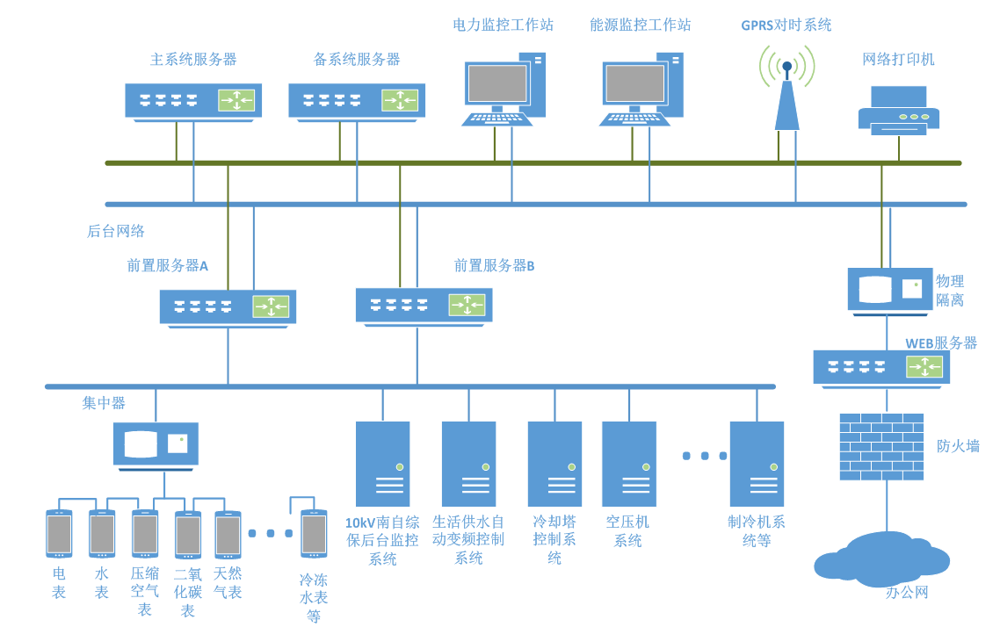 电力监控工作站
能源监控工作站
GPRS对时系统
主系统服务器
备系统服务器
网络打印机
后台网络
前置服务器A
前置服务器B
物理
隔离
WEB服务器
集中器
防火墙
10kV南自综
保后台监控
系统
生活供水自
动变频控制
系统
冷却塔
控制系
统
空压机
系统
制冷机系
统等
电
表
水
表
压缩
空气
表
二氧
化碳
表
天然
气表
冷冻
水表
等
办公网